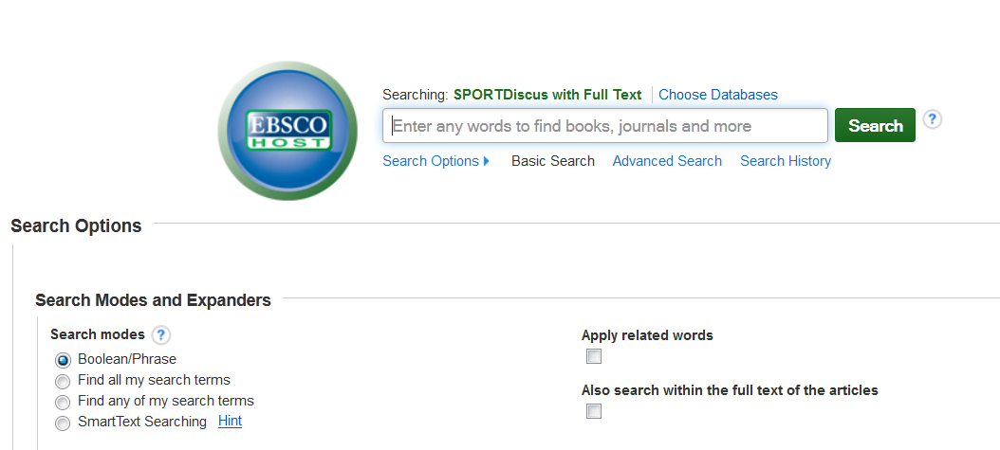 EBSCO
HOST
Searching: SPORTDiscus with Full Text Choose Databases
Enter any words to find books, journals and more
Search
?
Search Options Basic Search Advanced Search Search History
Search Options
Search Modes and Expanders
Search modes ?
Boolean/Phrase
Find all my search terms
Find any of my search terms
SmartText Searching Hint
Apply related words
Also search within the full text of the articles